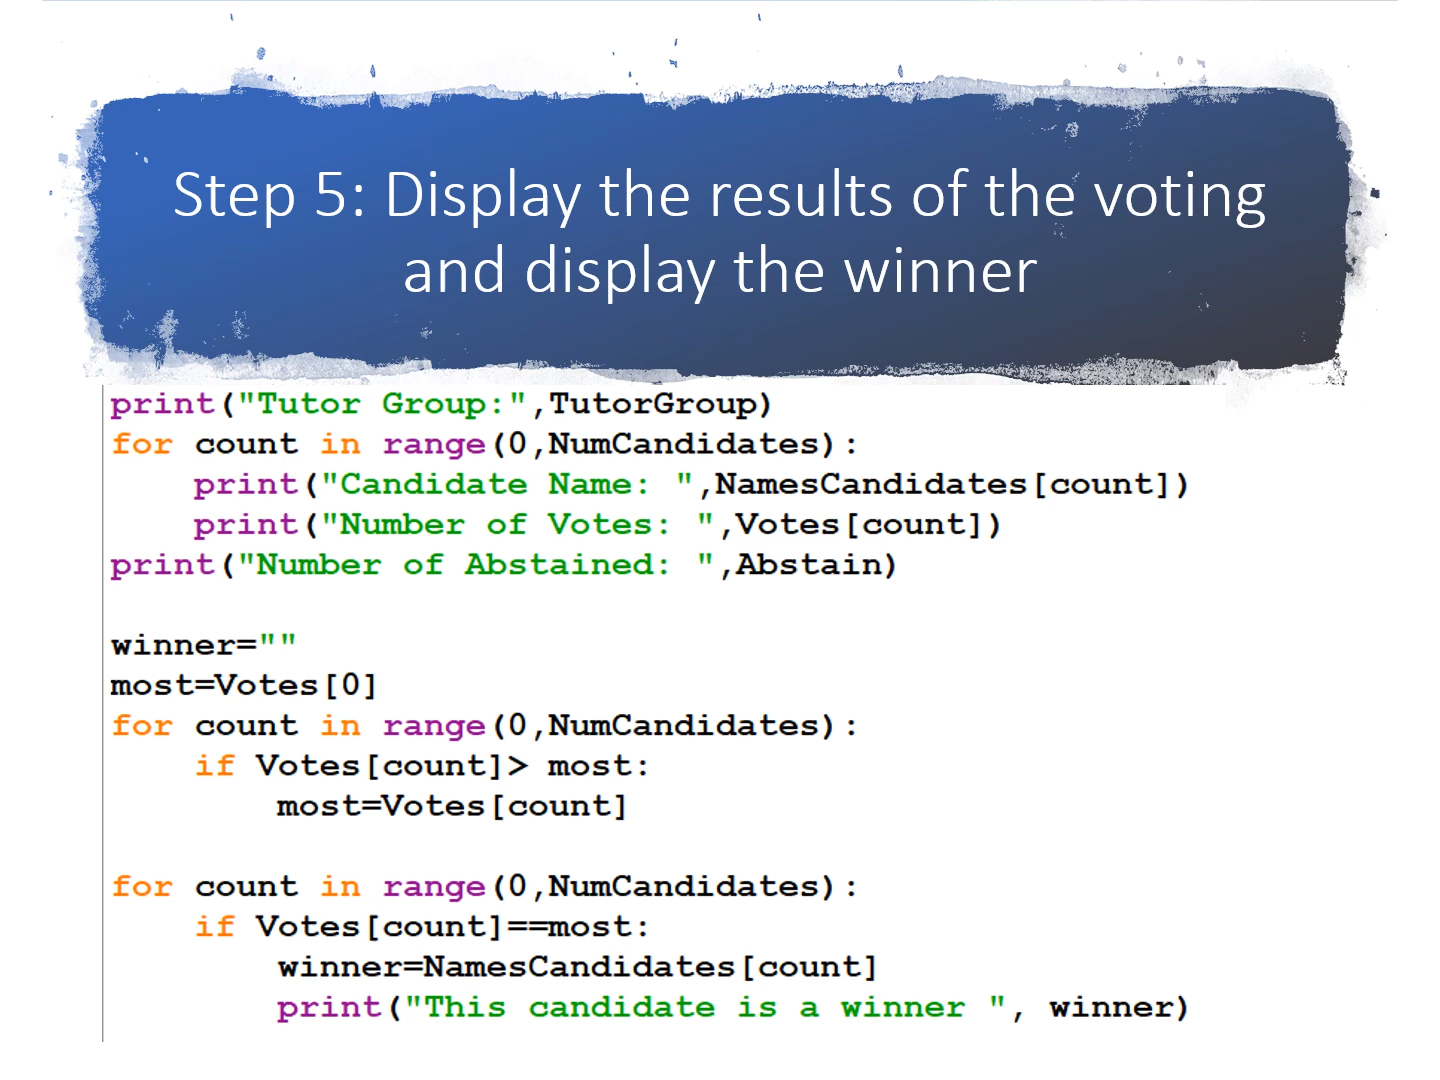 Step 5: Display the results of the voting
and display the winner
print("Tutor Group:",TutorGroup)
for count in range(0,NumCandidates):
    print("Candidate Name: ",NamesCandidates[count])
    print("Number of Votes: ",Votes[count])
print("Number of Abstained: ",Abstain)
winner=""
most=Votes[0]
for count in range(0,NumCandidates):
    if Votes[count]> most:
        most=Votes[count]
for count in range(0,NumCandidates):
    if Votes[count]==most:
        winner=NamesCandidates[count]
        print("This candidate is a winner ", winner)